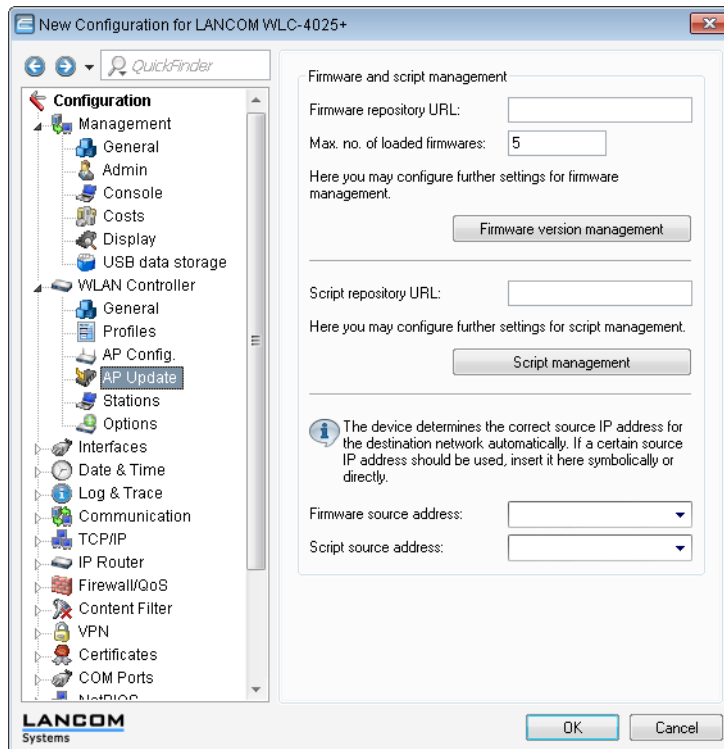 New Configuration for LANCOM WLC-4025+
QuickFinder
Configuration
Management
General
Admin
Console
Costs
Display
USB data storage
WLAN Controller
General
Profiles
AP Config.
AP Update
Stations
Options
Interfaces
Date & Time
Log & Trace
Communication
TCP/IP
IP Router
Firewall/QoS
Content Filter
VPN
Certificates
COM Ports
NetBIOS
Firmware and script management
Firmware repository URL:
Max. no. of loaded firmwares:
5
Here you may configure further settings for firmware
management.
Firmware version management
Script repository URL:
Here you may configure further settings for script management.
Script management
The device determines the correct source IP address for
the destination network automatically. If a certain source
IP address should be used, insert it here symbolically or
directly.
Firmware source address:
Script source address:
LANCOM
Systems
OK
Cancel